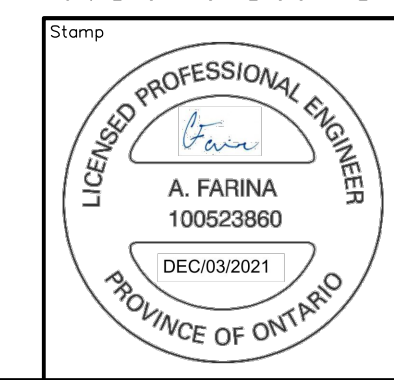 Stamp
LICENSED PROFESSIONAL ENGINEER
A. FARINA
100523860
DEC/03/2021
PROVINCE OF ONTARIO